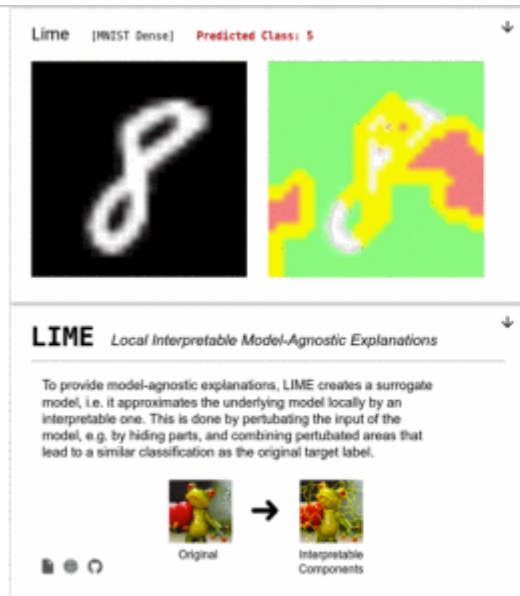 Lime [MNIST Dense] Predicted Class: 5
LIME Local Interpretable Model-Agnostic Explanations
To provide model-agnostic explanations, LIME creates a surrogate
model, i.e. it approximates the underlying model locally by an
interpretable one. This is done by pertubating the input of the
model, e.g. by hiding parts, and combining pertubated areas that
lead to a similar classification as the original target label.
Original
Interpretable
Components